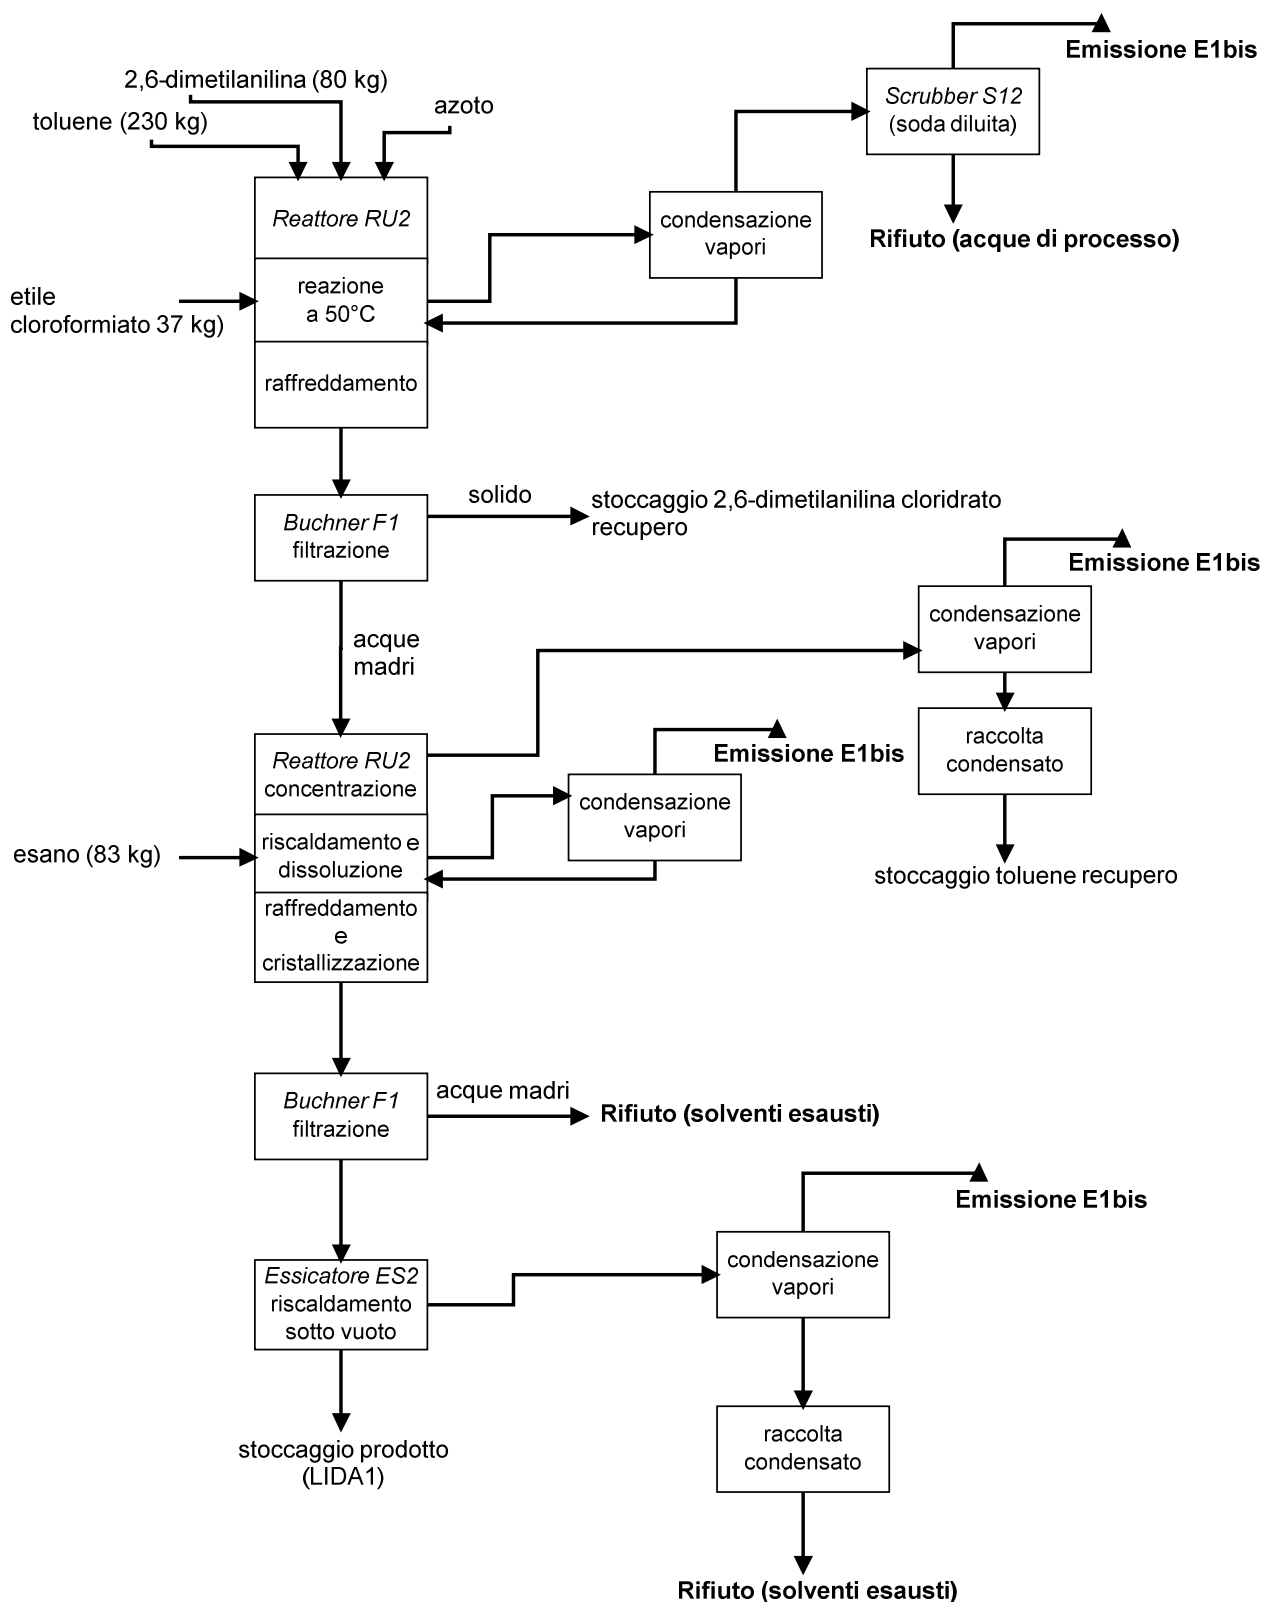 Emissione E1bis
2,6-dimetilanilina (80 kg)
toluene (230 kg)
azoto
Scrubber S12
(soda diluita)
Reattore RU2
condensazione
vapori
Rifiuto (acque di processo)
etile
cloroformiato 37 kg)
reazione
a 50°C
raffreddamento
solido
stoccaggio 2,6-dimetilanilina cloridrato
recupero
Buchner F1
filtrazione
Emissione E1bis
condensazione
vapori
acque
madri
Reattore RU2
concentrazione
Emissione E1bis
raccolta
condensato
condensazione
vapori
esano (83 kg)
riscaldamento e
dissoluzione
stoccaggio toluene recupero
raffreddamento
e
cristallizzazione
Buchner F1
filtrazione
acque madri
Rifiuto (solventi esausti)
Emissione E1bis
Essicatore ES2
riscaldamento
sotto vuoto
condensazione
vapori
stoccaggio prodotto
(LIDA1)
raccolta
condensato
Rifiuto (solventi esausti)